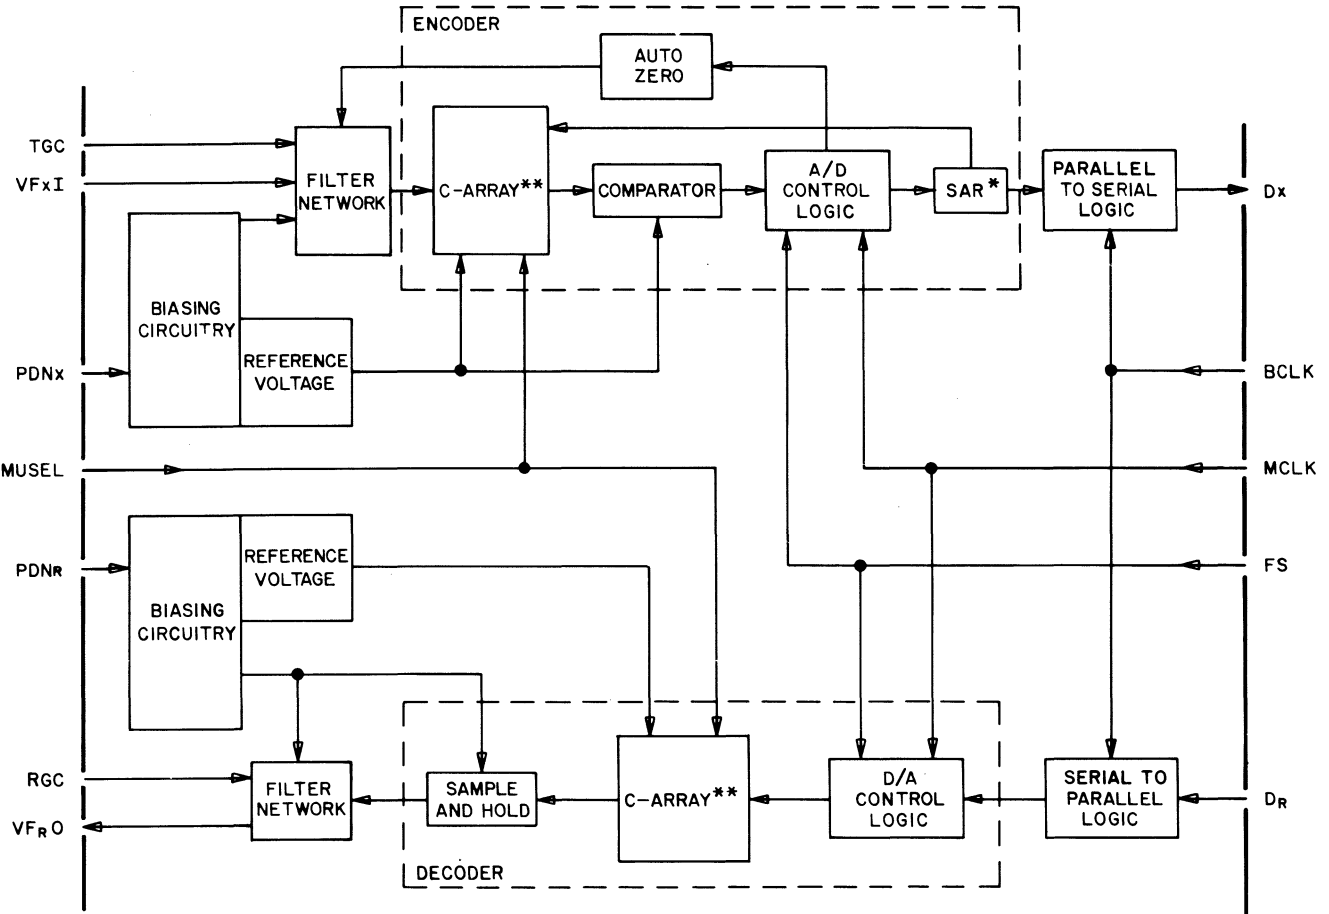 ENCODER
AUTO
ZERO
TGC
VFXI
FILTER
NETWORK
C-ARRAY**
COMPARATOR
A/D
CONTROL
LOGIC
SAR*
PARALLEL
TO SERIAL
LOGIC
DX
BIASING
CIRCUITRY
REFERENCE
VOLTAGE
PDNX
BCLK
MUSEL
MCLK
PDNR
REFERENCE
VOLTAGE
BIASING
CIRCUITRY
FS
RGC
VFRO
FILTER
NETWORK
SAMPLE
AND HOLD
C-ARRAY**
D/A
CONTROL
LOGIC
SERIAL TO
PARALLEL
LOGIC
DR
DECODER